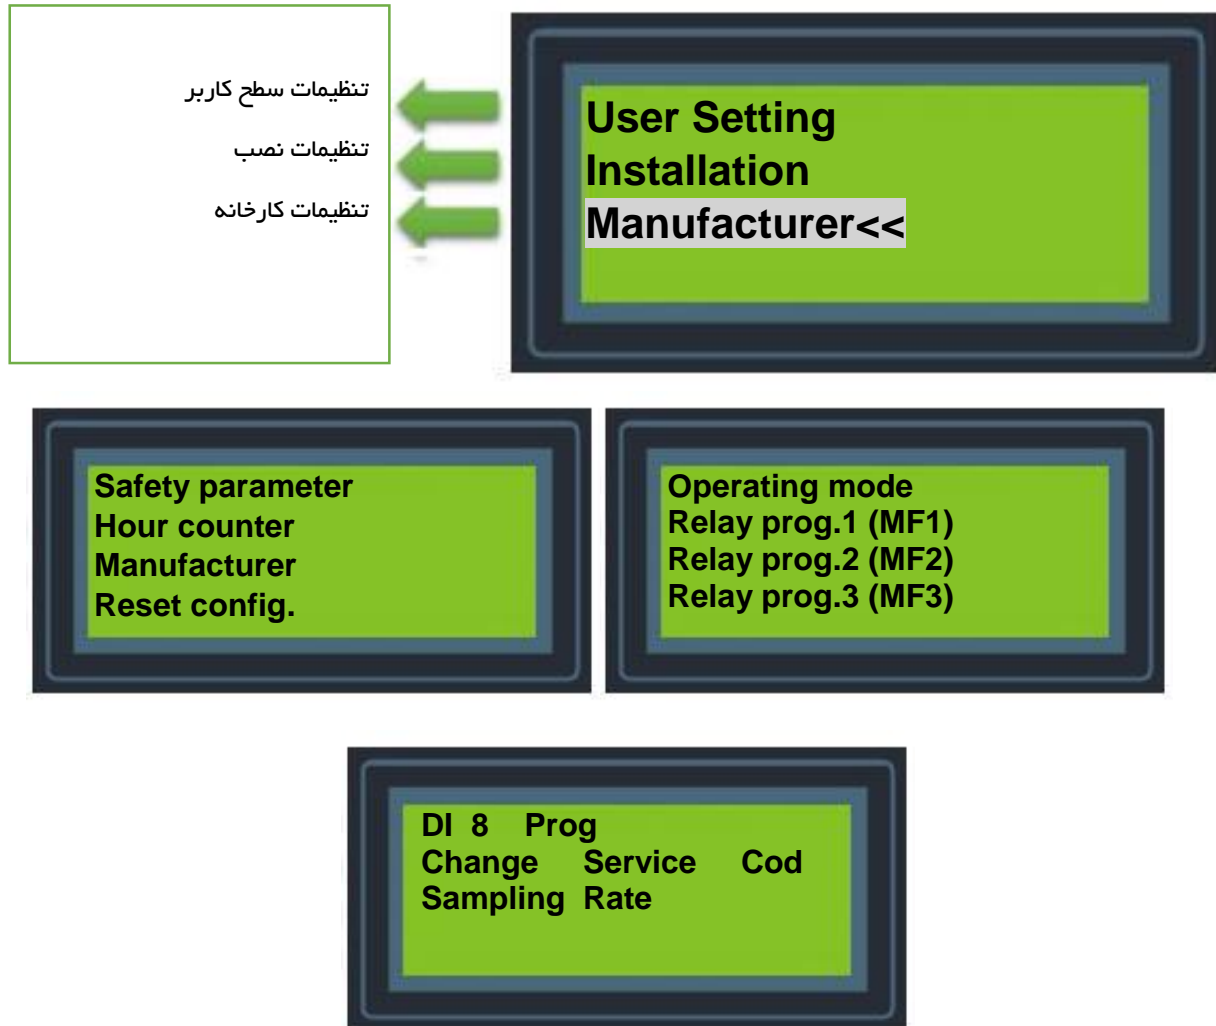 تنظیمات سطح کاربر
تنظیمات نصب
تنظیمات کارخانه
User Setting
Installation
Manufacturer<<
Safety parameter
Hour counter
Manufacturer
Reset config.
Operating mode
Relay prog.1 (MF1)
Relay prog.2 (MF2)
Relay prog.3 (MF3)
DI 8 Prog
Change Service Cod
Sampling Rate